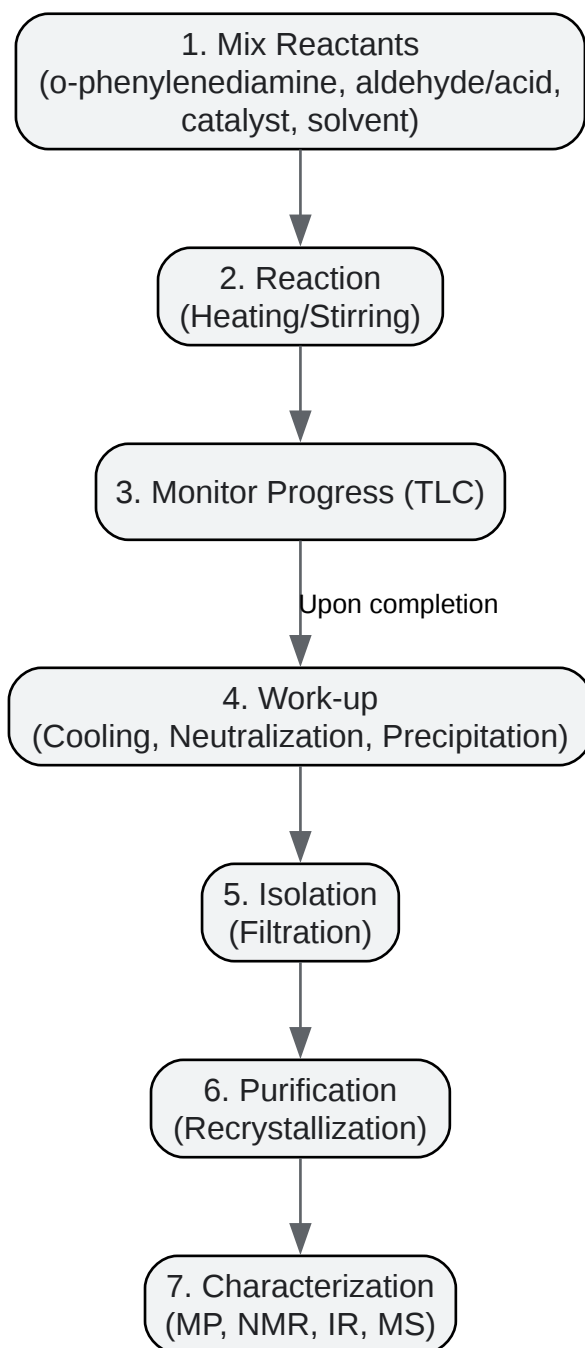 1. Mix Reactants
(o-phenylenediamine, aldehyde/acid,
catalyst, solvent)
2. Reaction
(Heating/Stirring)
3. Monitor Progress (TLC)
Upon completion
4. Work-up
(Cooling, Neutralization, Precipitation)
5. Isolation
(Filtration)
6. Purification
(Recrystallization)
7. Characterization
(MP, NMR, IR, MS)